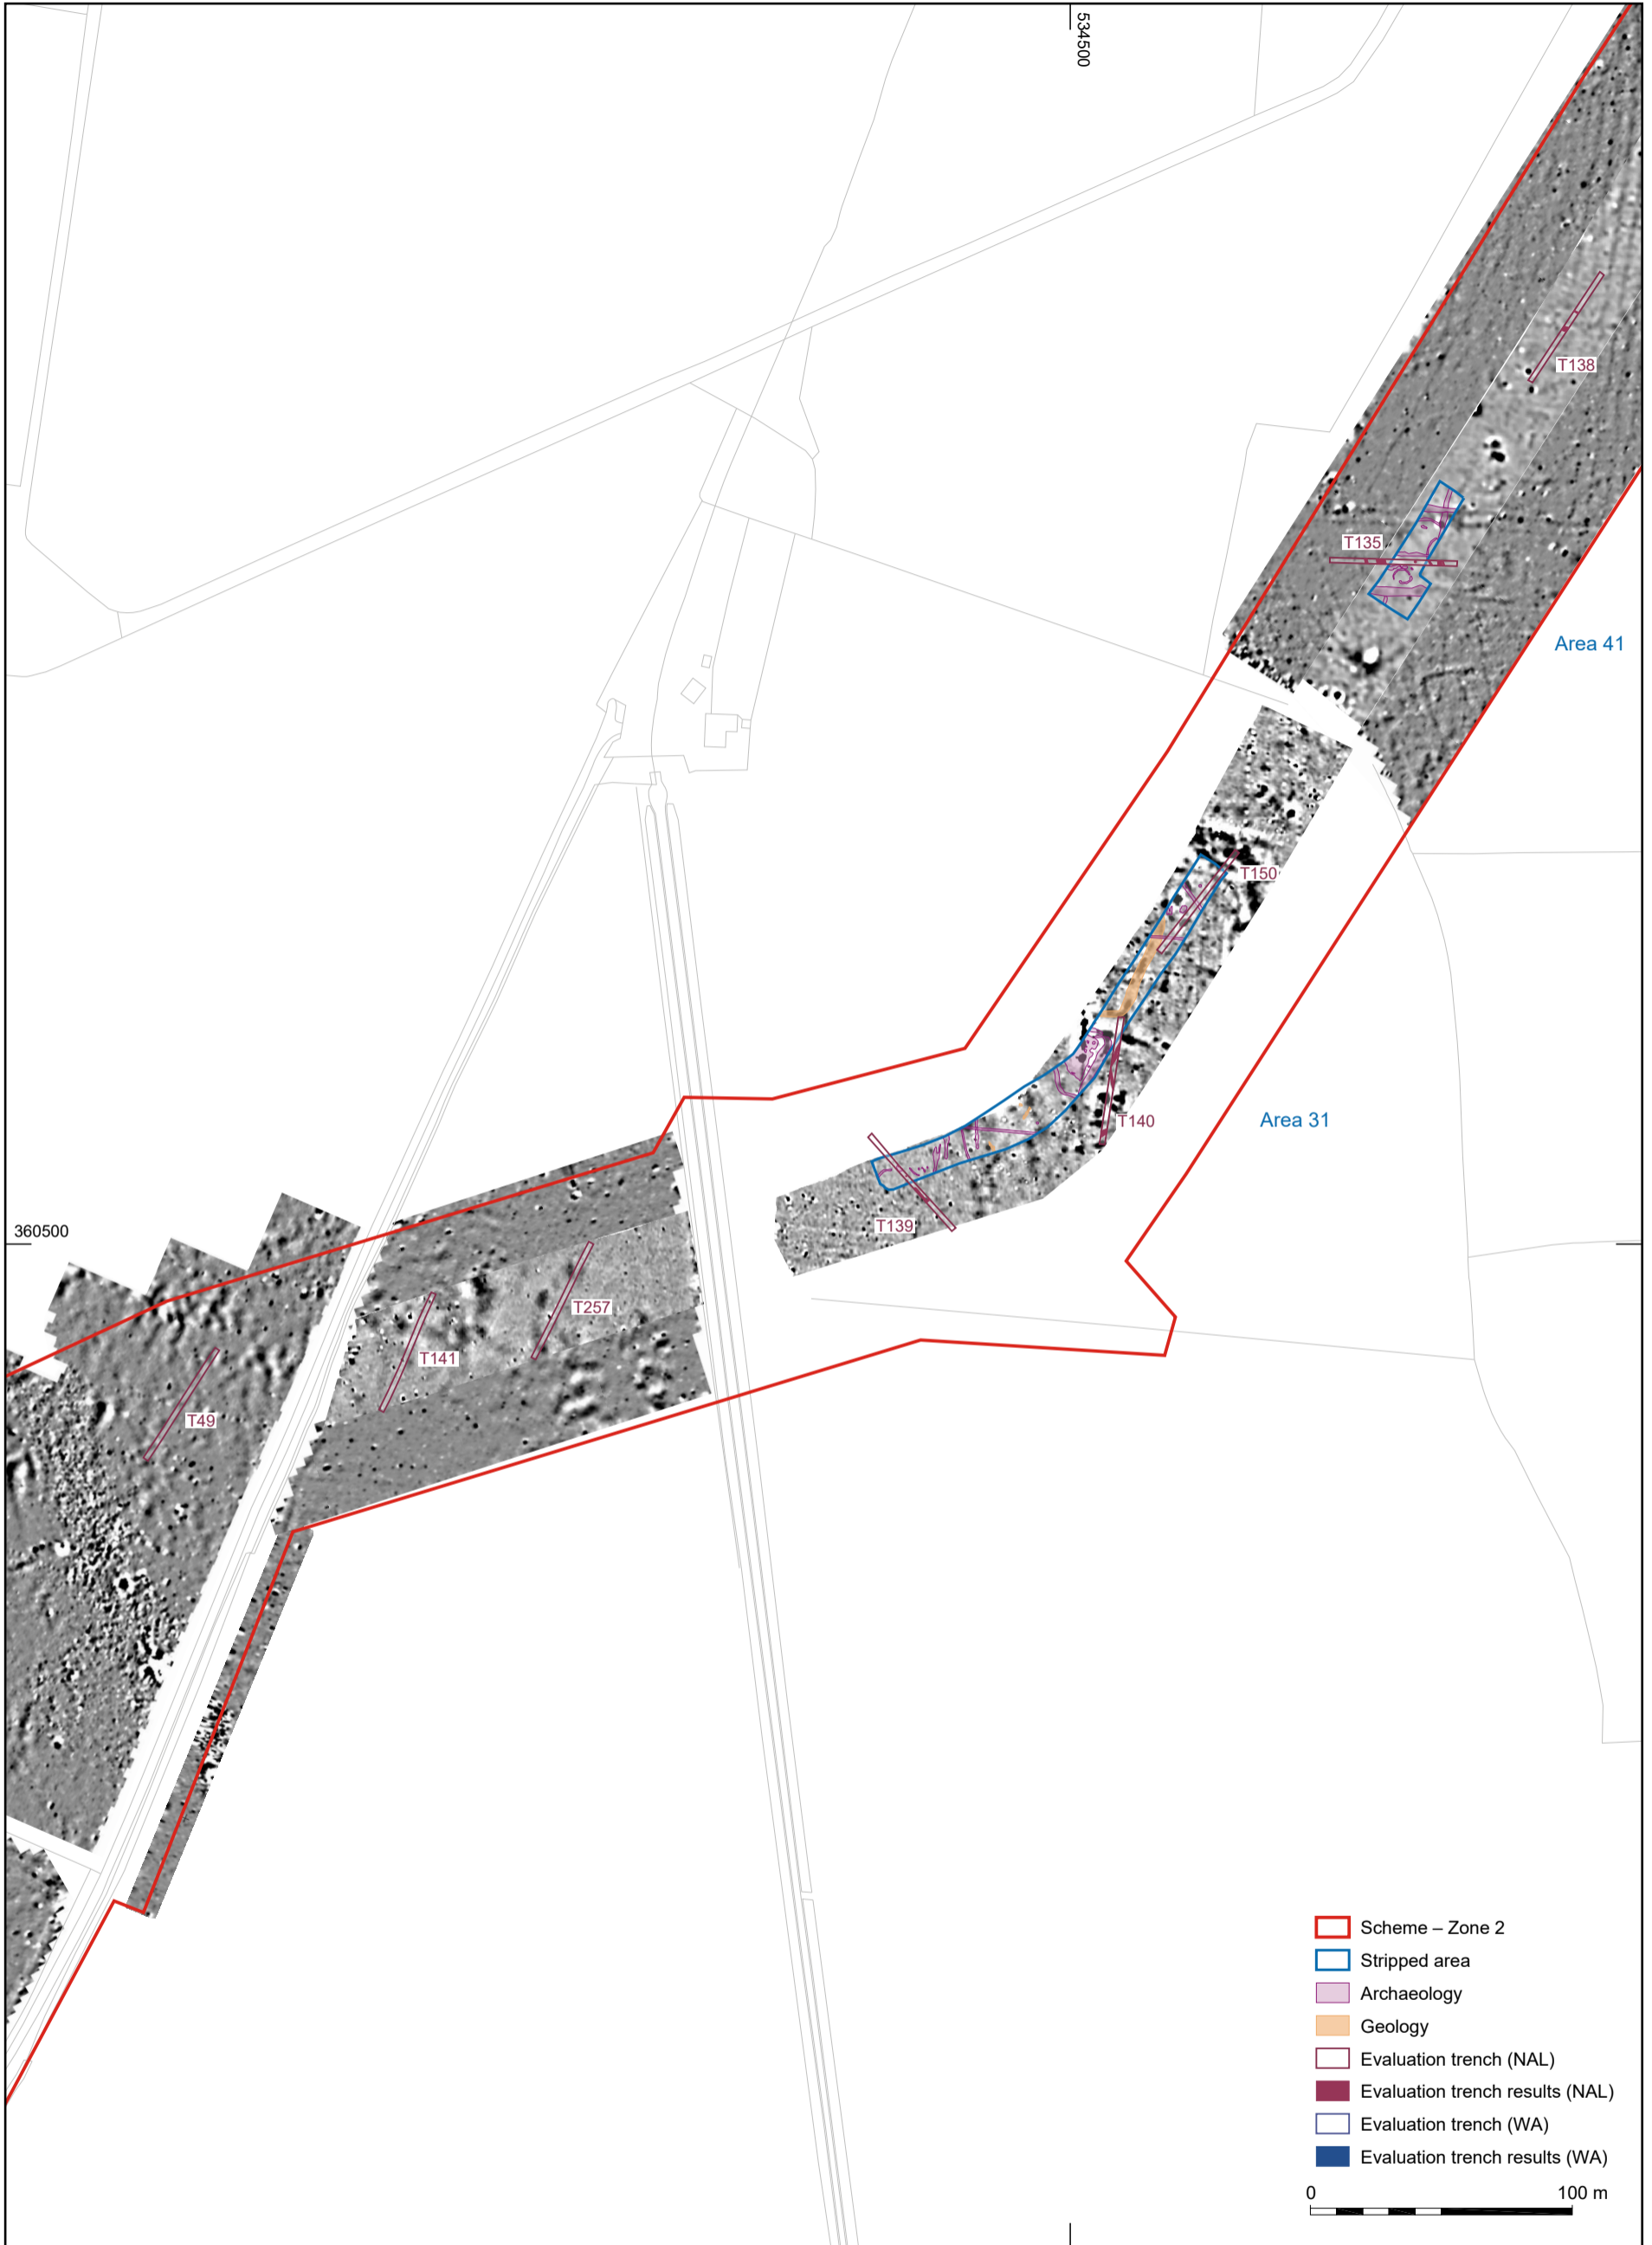 534500
T138
T135
Area 41
T150
T140
Area 31
T139
360500
T257
T141
T49
Scheme – Zone 2
Stripped area
Archaeology
Geology
Evaluation trench (NAL)
Evaluation trench results (NAL)
Evaluation trench (WA)
Evaluation trench results (WA)
0 100 m